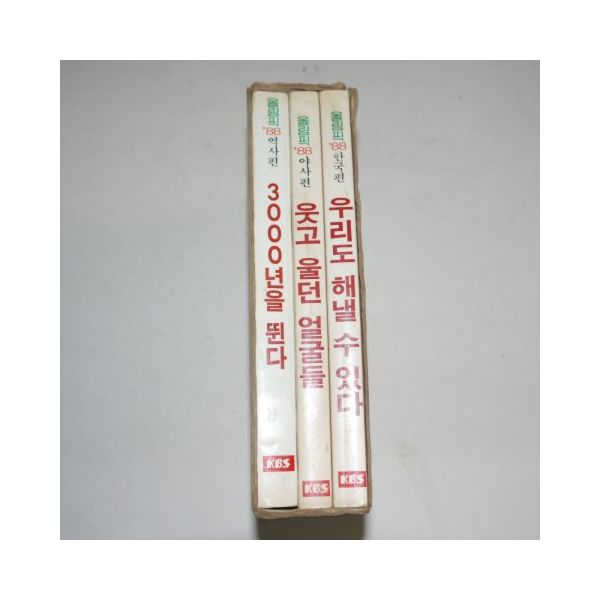 올림픽 '88 역사편
3000년을 뛴다
KBS
올림픽 '88 야사편
웃고 울던 얼굴들
KBS
올림픽 '88 한국편
우리도 해낼 수 있다
KBS